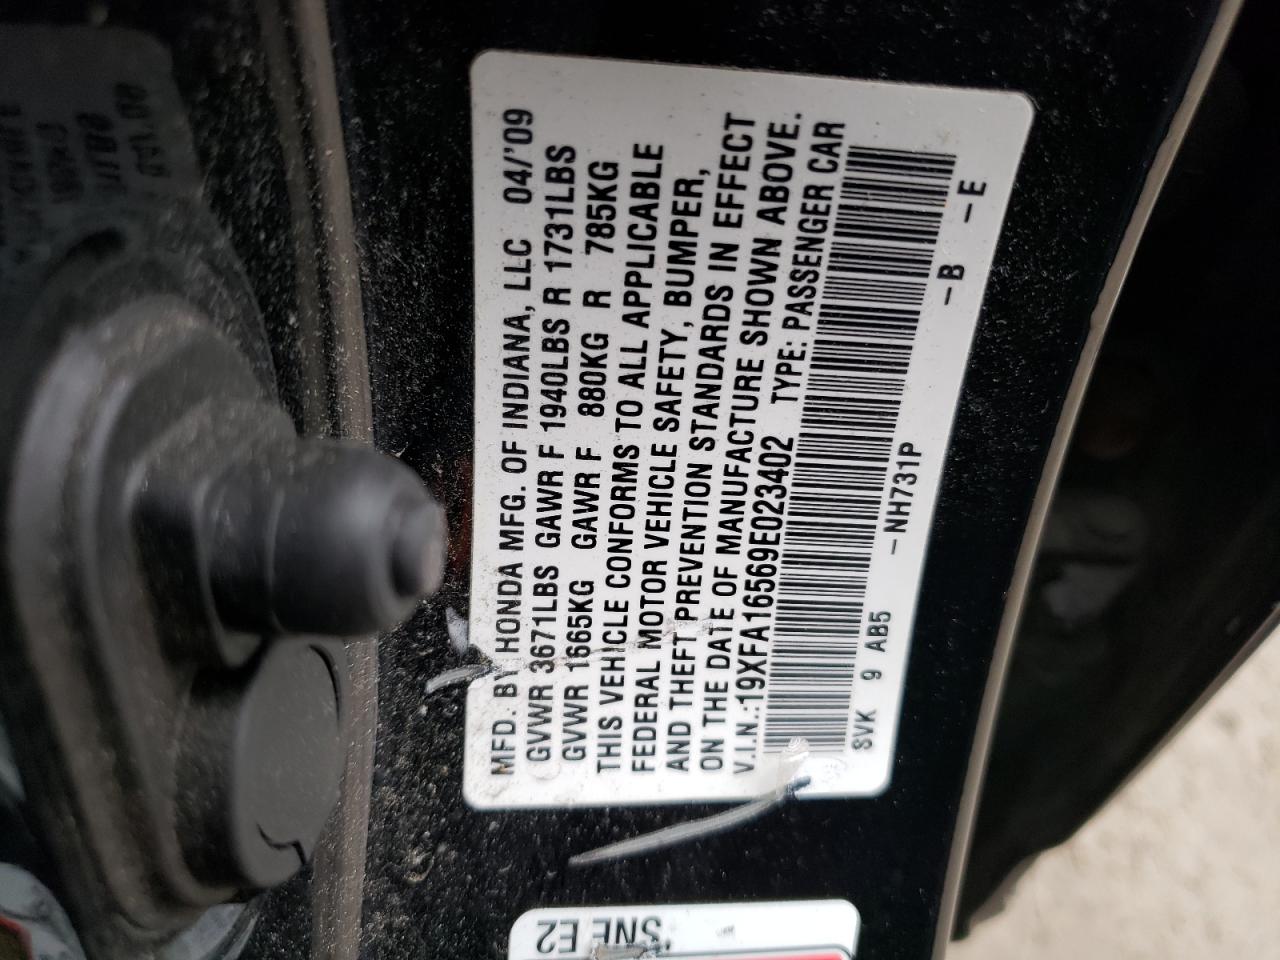 MFD. BY HONDA MFG. OF INDIANA, LLC 04/'09
GVWR 3671LBS GAWR F 1940LBS R 1731LBS
GVWR 1665KG GAWR F 880KG R 785KG
THIS VEHICLE CONFORMS TO ALL APPLICABLE
FEDERAL MOTOR VEHICLE SAFETY, BUMPER,
AND THEFT PREVENTION STANDARDS IN EFFECT
ON THE DATE OF MANUFACTURE SHOWN ABOVE.
V.I.N.:19XFA16569E023402 TYPE: PASSENGER CAR
SVK 9 AB5 -NH731P -B -E
SNE E2